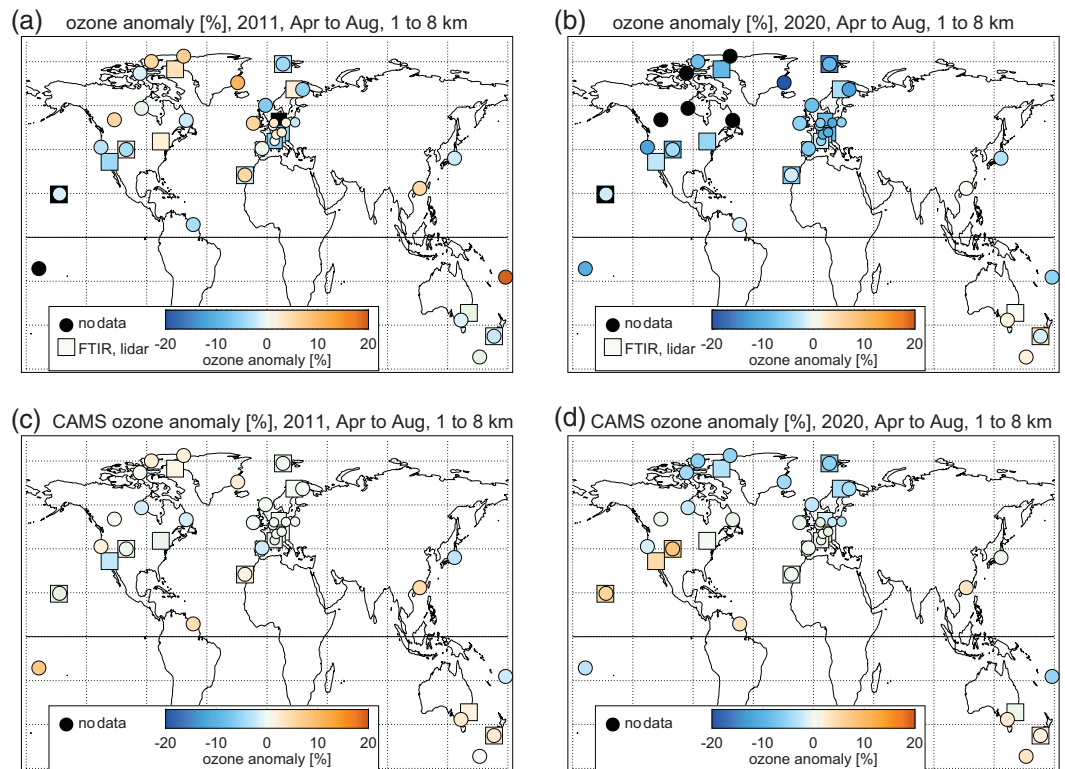 (a) ozone anomaly [%], 2011, Apr to Aug, 1 to 8 km
no data
FTIR, lidar
-20 -10 0 10 20
ozone anomaly [%]
(b) ozone anomaly [%], 2020, Apr to Aug, 1 to 8 km
no data
FTIR, lidar
-20 -10 0 10 20
ozone anomaly [%]
(c) CAMS ozone anomaly [%], 2011, Apr to Aug, 1 to 8 km
no data
-20 -10 0 10 20
ozone anomaly [%]
(d) CAMS ozone anomaly [%], 2020, Apr to Aug, 1 to 8 km
no data
-20 -10 0 10 20
ozone anomaly [%]